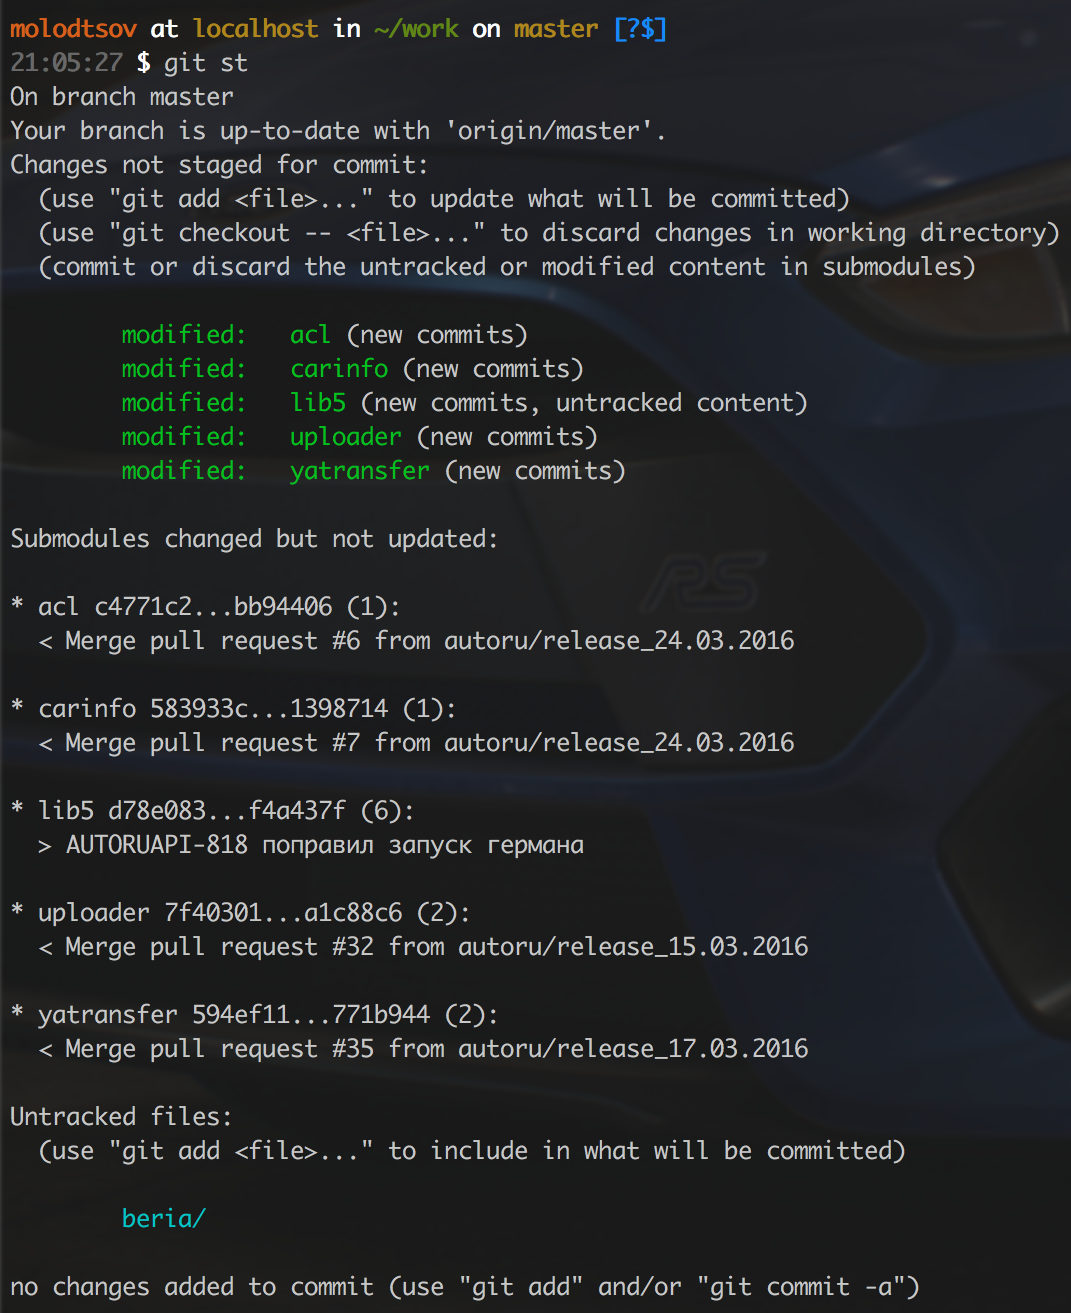 molodtsov at localhost in ~/work on master [?$]
21:05:27 $ git st
On branch master
Your branch is up-to-date with 'origin/master'.
Changes not staged for commit:
  (use "git add <file>..." to update what will be committed)
  (use "git checkout -- <file>..." to discard changes in working directory)
  (commit or discard the untracked or modified content in submodules)
        modified:   acl (new commits)
        modified:   carinfo (new commits)
        modified:   lib5 (new commits, untracked content)
        modified:   uploader (new commits)
        modified:   yatransfer (new commits)
Submodules changed but not updated:
* acl c4771c2...bb94406 (1):
  < Merge pull request #6 from autoru/release_24.03.2016
* carinfo 583933c...1398714 (1):
  < Merge pull request #7 from autoru/release_24.03.2016
* lib5 d78e083...f4a437f (6):
  > AUTORUAPI-818 поправил запуск германа
* uploader 7f40301...a1c88c6 (2):
  < Merge pull request #32 from autoru/release_15.03.2016
* yatransfer 594ef11...771b944 (2):
  < Merge pull request #35 from autoru/release_17.03.2016
Untracked files:
  (use "git add <file>..." to include in what will be committed)
        beria/
no changes added to commit (use "git add" and/or "git commit -a")
RS